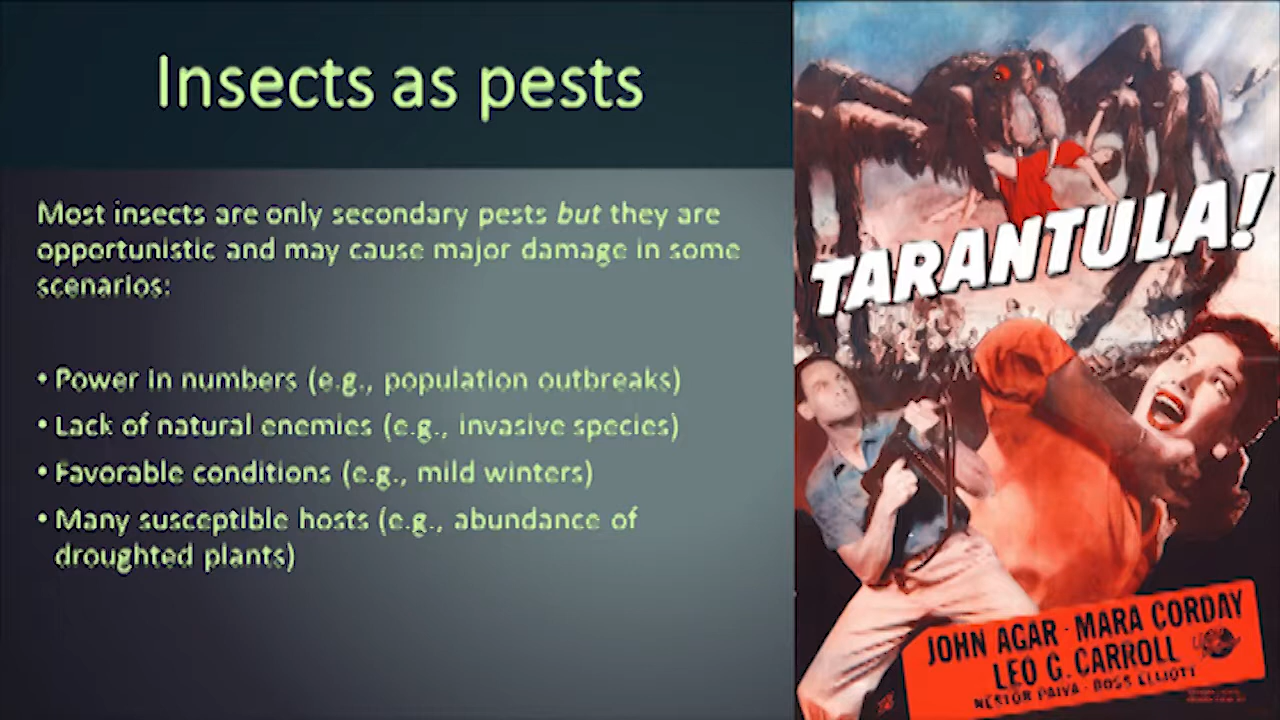 Insects as pests
Most insects are only secondary pests but they are
opportunistic and may cause major damage in some
scenarios:
• Power in numbers (e.g., population outbreaks)
• Lack of natural enemies (e.g., invasive species)
• Favorable conditions (e.g., mild winters)
• Many susceptible hosts (e.g., abundance of
droughted plants)
TARANTULA!
JOHN AGAR · MARA CORDAY
LEO G. CARROLL
NESTOR PAIVA · ROSS ELLIOTT